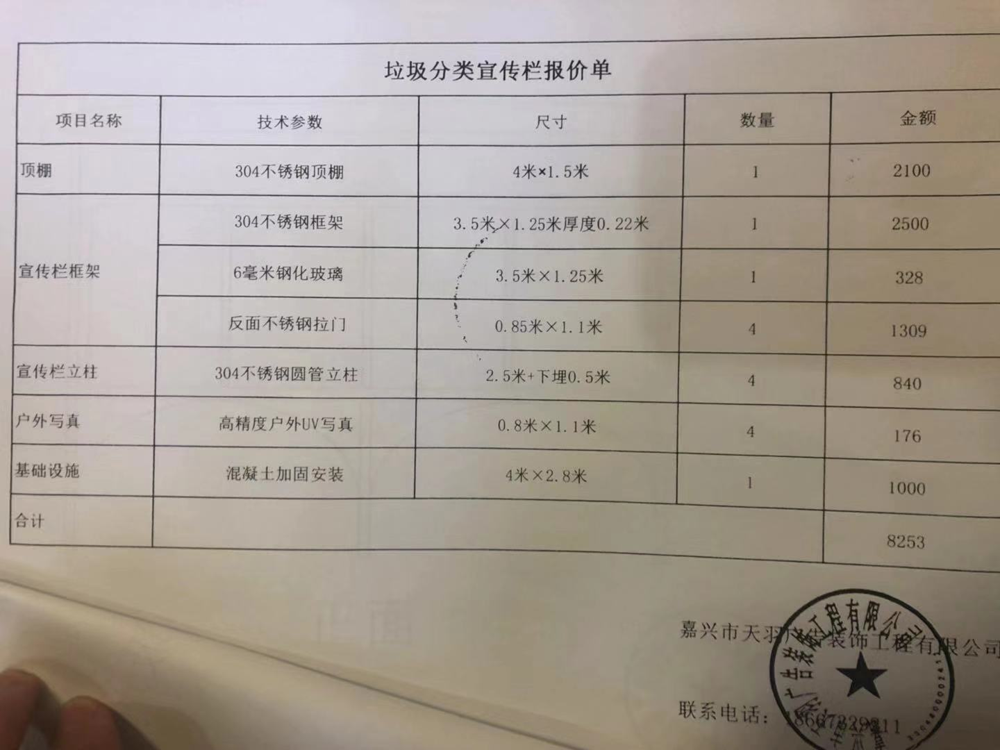 垃圾分类宣传栏报价单
项目名称 技术参数 尺寸 数量 金额
顶棚 304不锈钢顶棚 4米×1.5米 1 2100
宣传栏框架 304不锈钢框架 3.5米×1.25米厚度0.22米 1 2500
6毫米钢化玻璃 3.5米×1.25米 1 328
反面不锈钢拉门 0.85米×1.1米 4 1309
宣传栏立柱 304不锈钢圆管立柱 2.5米+下埋0.5米 4 840
户外写真 高精度户外UV写真 0.8米×1.1米 4 176
基础设施 混凝土加固安装 4米×2.8米 1 1000
合计 8253
嘉兴市天羽广告装饰工程有限公司
联系电话：
广告装饰工程有限公司